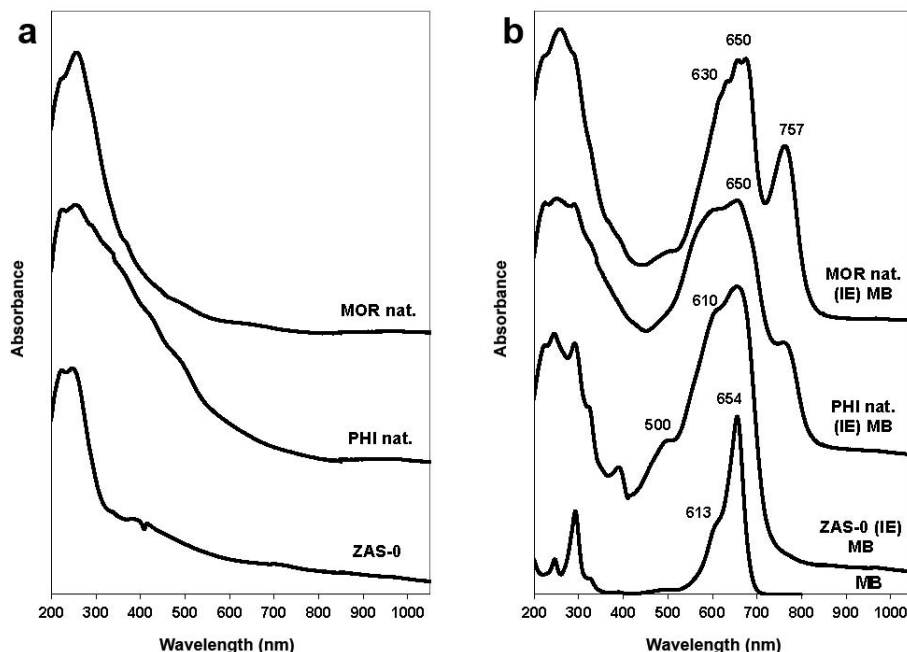 a
Absorbance
MOR nat.
PHI nat.
ZAS-0
200 300 400 500 600 700 800 900 1000
Wavelength (nm)
b
Absorbance
650
630
757
650
MOR nat.
(IE) MB
610
PHI nat.
(IE) MB
654
500
613
ZAS-0 (IE)
MB
MB
200 300 400 500 600 700 800 900 1000
Wavelength (nm)